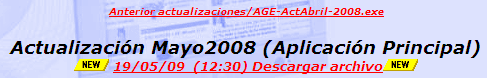 Anterior actualizaciones/AGE-ActAbril-2008.exe
Actualización Mayo2008 (Aplicación Principal)
NEW 19/05/09 (12:30) Descargar archivo NEW